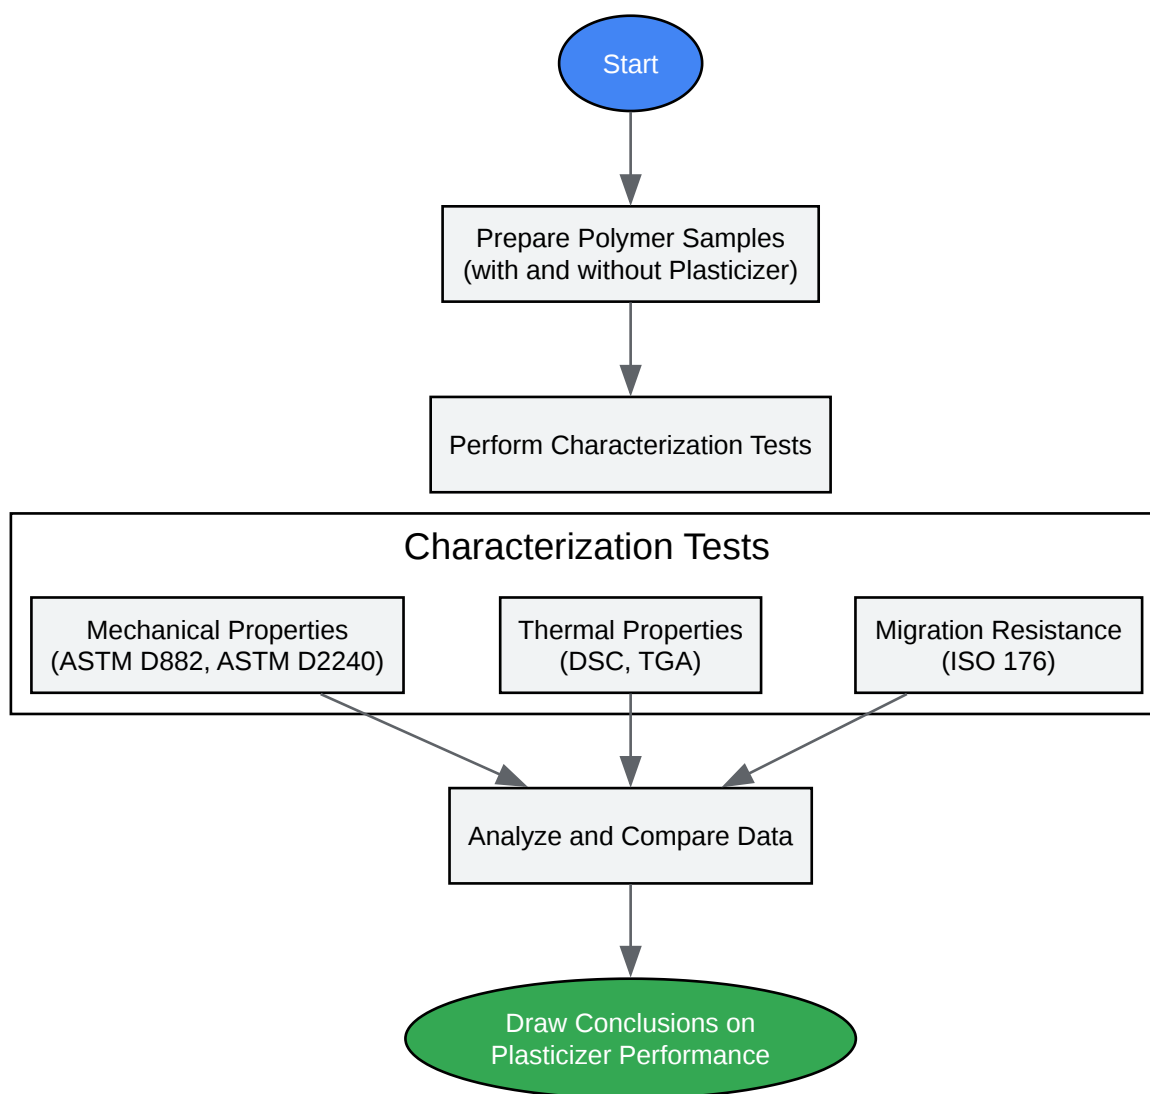 Start
Prepare Polymer Samples
(with and without Plasticizer)
Perform Characterization Tests
Characterization Tests
Mechanical Properties
(ASTM D882, ASTM D2240)
Thermal Properties
(DSC, TGA)
Migration Resistance
(ISO 176)
Analyze and Compare Data
Draw Conclusions on
Plasticizer Performance